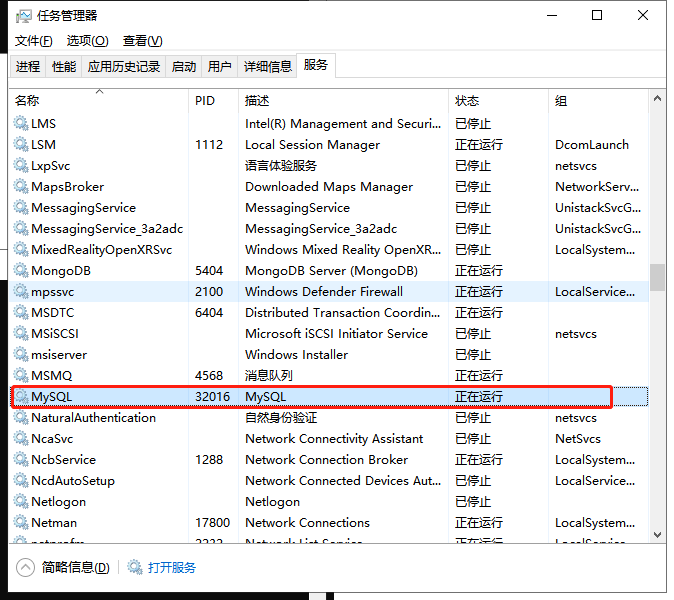 任务管理器
文件(F) 选项(O) 查看(V)
进程 性能 应用历史记录 启动 用户 详细信息 服务
名称 PID 描述 状态 组
LMS Intel(R) Management and Securi... 已停止
LSM 1112 Local Session Manager 正在运行 DcomLaunch
LxpSvc 语言体验服务 已停止 netsvcs
MapsBroker Downloaded Maps Manager 已停止 NetworkServ...
MessagingService MessagingService 已停止 UnistackSvcG...
MessagingService_3a2adc MessagingService_3a2adc 已停止 UnistackSvcG...
MixedRealityOpenXRSvc Windows Mixed Reality OpenXR... 已停止 LocalSystem...
MongoDB 5404 MongoDB Server (MongoDB) 正在运行
mpssvc 2100 Windows Defender Firewall 正在运行 LocalService...
MSDTC 6404 Distributed Transaction Coordin... 正在运行
MSiSCSI Microsoft iSCSI Initiator Service 已停止 netsvcs
msiserver Windows Installer 已停止
MSMQ 4568 消息队列 正在运行
MySQL 32016 MySQL 正在运行
NaturalAuthentication 自然身份验证 已停止 netsvcs
NcaSvc Network Connectivity Assistant 已停止 NetSvcs
NcbService 1288 Network Connection Broker 正在运行 LocalSystem...
NcdAutoSetup Network Connected Devices Aut... 已停止 LocalService...
Netlogon Netlogon 已停止
Netman 17800 Network Connections 正在运行 LocalSystem...
netprofm 2232 Network List Service 正在运行 LocalService...
简略信息(D) 打开服务